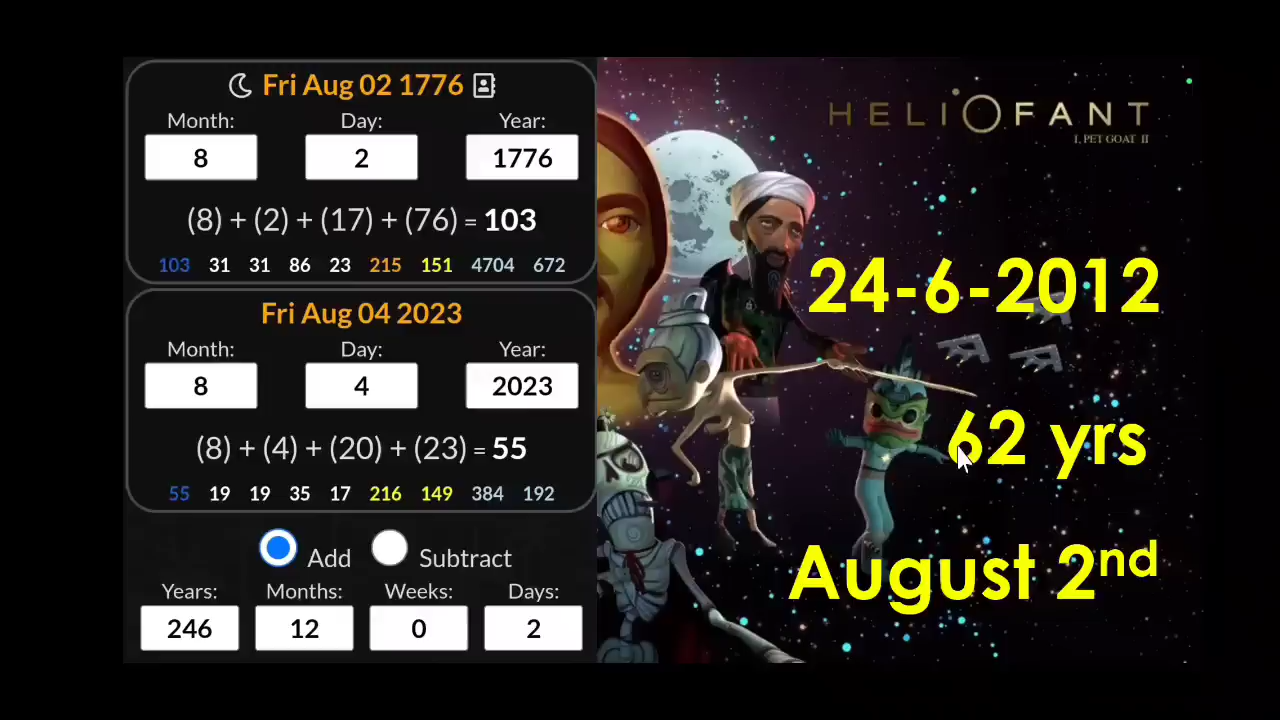 Fri Aug 02 1776
Month: Day: Year:
8 2 1776
(8) + (2) + (17) + (76) = 103
103 31 31 86 23 215 151 4704 672
Fri Aug 04 2023
Month: Day: Year:
8 4 2023
(8) + (4) + (20) + (23) = 55
55 19 19 35 17 216 149 384 192
Add Subtract
Years: Months: Weeks: Days:
246 12 0 2
HELIOFANT
I, PET GOAT II
24-6-2012
62 yrs
August 2nd